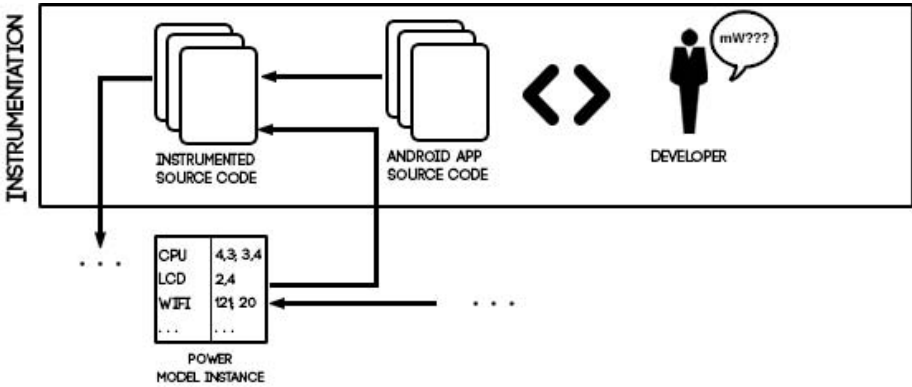 INSTRUMENTATION
mW???
INSTRUMENTED
SOURCE CODE
ANDROID APP
SOURCE CODE
DEVELOPER
. . .
CPU 4,3; 3,4
LCD 2,4
WIFI 121; 20
. . . . . .
. . .
POWER
MODEL INSTANCE